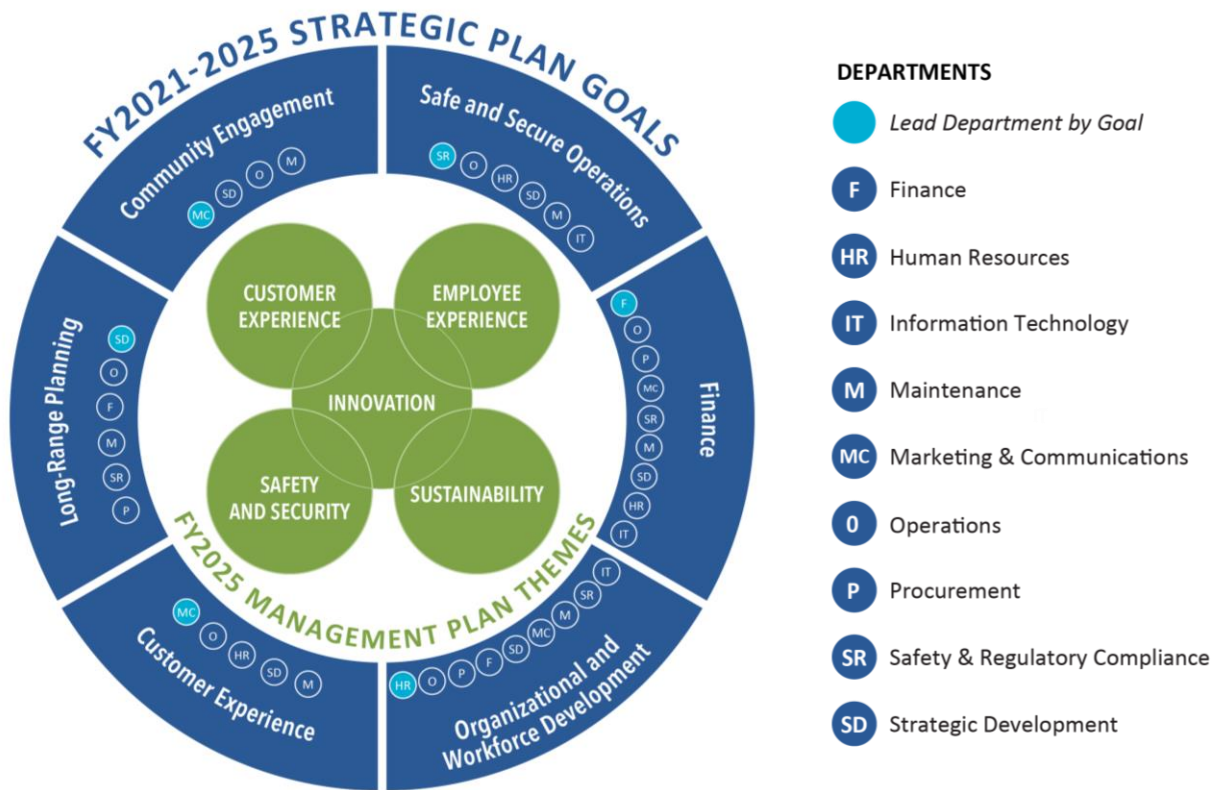 FY2021-2025 STRATEGIC PLAN GOALS
Community Engagement
MC
SD
O
M
Safe and Secure Operations
SR
O
HR
SD
M
IT
Finance
F
O
P
MC
SR
M
SD
HR
IT
Organizational and
Workforce Development
HR
O
P
F
SD
MC
M
SR
IT
Customer Experience
MC
O
HR
SD
M
Long-Range Planning
SD
O
F
M
SR
P
CUSTOMER
EXPERIENCE
EMPLOYEE
EXPERIENCE
INNOVATION
SAFETY
AND SECURITY
SUSTAINABILITY
FY2025 MANAGEMENT PLAN THEMES
DEPARTMENTS
Lead Department by Goal
F Finance
HR Human Resources
IT Information Technology
M Maintenance
MC Marketing & Communications
0 Operations
P Procurement
SR Safety & Regulatory Compliance
SD Strategic Development